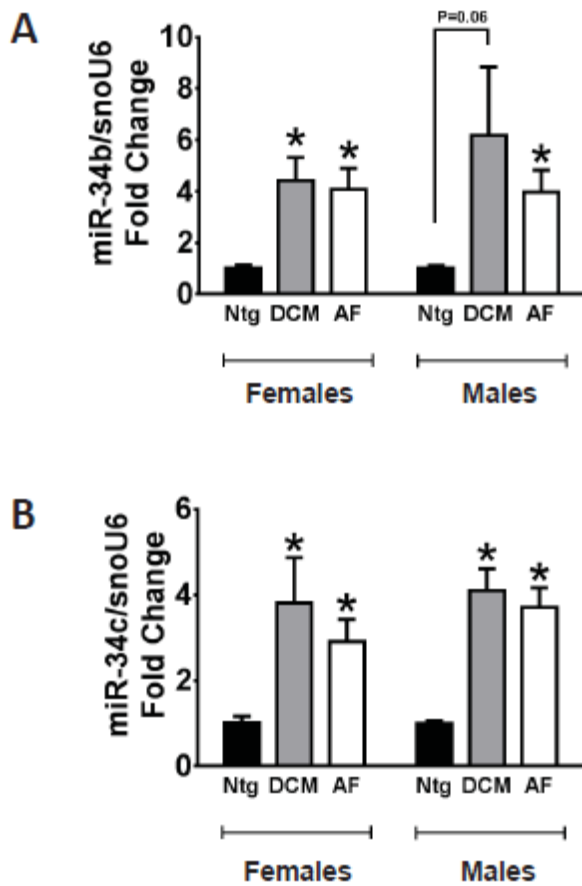 A
P=0.06
miR-34b/snoU6
Fold Change
10
8
6
4
2
0
* * *
Ntg DCM AF Ntg DCM AF
Females Males
B
miR-34c/snoU6
Fold Change
6
4
2
0
* * * *
Ntg DCM AF Ntg DCM AF
Females Males